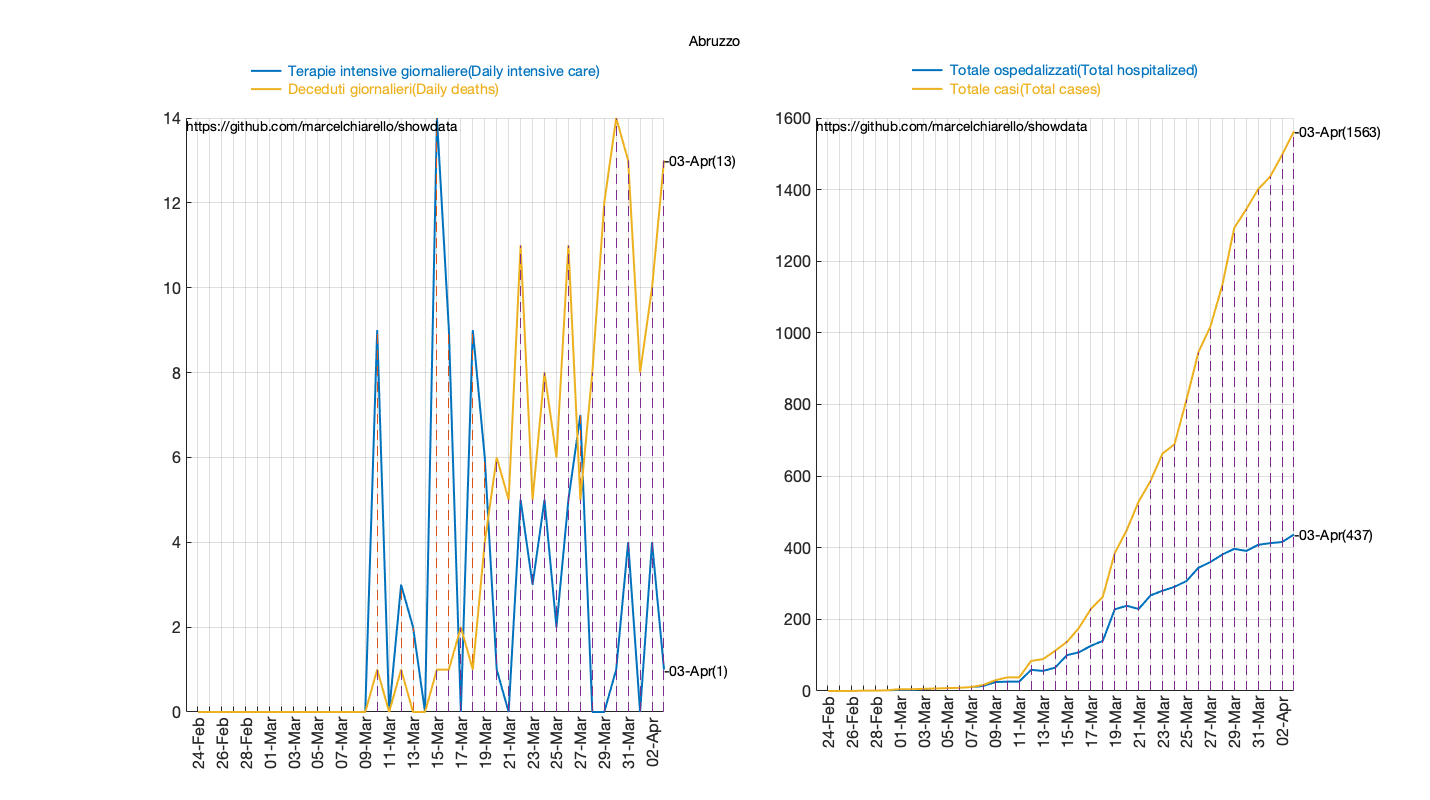 Abruzzo
Terapie intensive giornaliere(Daily intensive care)
Deceduti giornalieri(Daily deaths)
https://github.com/marcelchiarello/showdata
14
12
10
8
6
4
2
0
-03-Apr(13)
-03-Apr(1)
24-Feb
26-Feb
28-Feb
01-Mar
03-Mar
05-Mar
07-Mar
09-Mar
11-Mar
13-Mar
15-Mar
17-Mar
19-Mar
21-Mar
23-Mar
25-Mar
27-Mar
29-Mar
31-Mar
02-Apr
Totale ospedalizzati(Total hospitalized)
Totale casi(Total cases)
https://github.com/marcelchiarello/showdata
1600
1400
1200
1000
800
600
400
200
0
-03-Apr(1563)
-03-Apr(437)
24-Feb
26-Feb
28-Feb
01-Mar
03-Mar
05-Mar
07-Mar
09-Mar
11-Mar
13-Mar
15-Mar
17-Mar
19-Mar
21-Mar
23-Mar
25-Mar
27-Mar
29-Mar
31-Mar
02-Apr